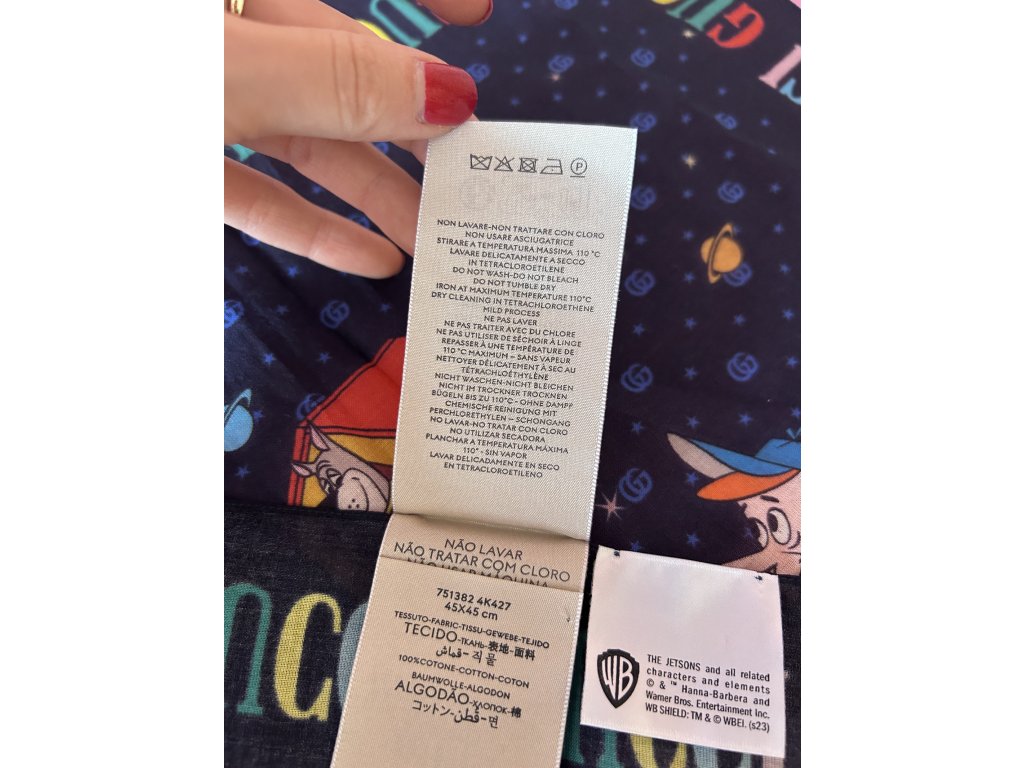 GU
CI
P
NON LAVARE-NON TRATTARE CON CLORO
NON USARE ASCIUGATRICE
STIRARE A TEMPERATURA MASSIMA 110 °C
LAVARE DELICATAMENTE A SECCO
IN TETRACLOROETILENE
DO NOT WASH-DO NOT BLEACH
DO NOT TUMBLE DRY
IRON AT MAXIMUM TEMPERATURE 110°C
DRY CLEANING IN TETRACHLOROETHENE
MILD PROCESS
NE PAS LAVER
NE PAS TRAITER AVEC DU CHLORE
NE PAS UTILISER DE SÉCHOIR À LINGE
REPASSER À UNE TEMPÉRATURE DE
110 °C MAXIMUM – SANS VAPEUR
NETTOYER DÉLICATEMENT À SEC AU
TÉTRACHLOÉTHYLÈNE
NICHT WASCHEN-NICHT BLEICHEN
NICHT IM TROCKNER TROCKNEN
BÜGELN BIS ZU 110°C - OHNE DAMPF
CHEMISCHE REINIGUNG MIT
PERCHLORETHYLEN – SCHONGANG
NO LAVAR-NO TRATAR CON CLORO
NO UTILIZAR SECADORA
PLANCHAR A TEMPERATURA MÁXIMA
110° - SIN VAPOR
LAVAR DELICADAMENTE EN SECO
EN TETRACLOROETILENO
NÃO LAVAR
NÃO TRATAR COM CLORO
NÃO USAR MÁQUINA
751382 4K427
45X45 cm
TESSUTO-FABRIC-TISSU-GEWEBE-TEJIDO
TECIDO-ТКАНЬ-表地-面料
직물-قماش
100%COTONE-COTTON-COTON
BAUMWOLLE-ALGODON
ALGODÃO-ХЛОПОК-棉
コットン-قطن-면
WB
THE JETSONS and all related
characters and elements
© & ™ Hanna-Barbera and
Warner Bros. Entertainment Inc.
WB SHIELD: TM & © WBEI. (s23)
UCC